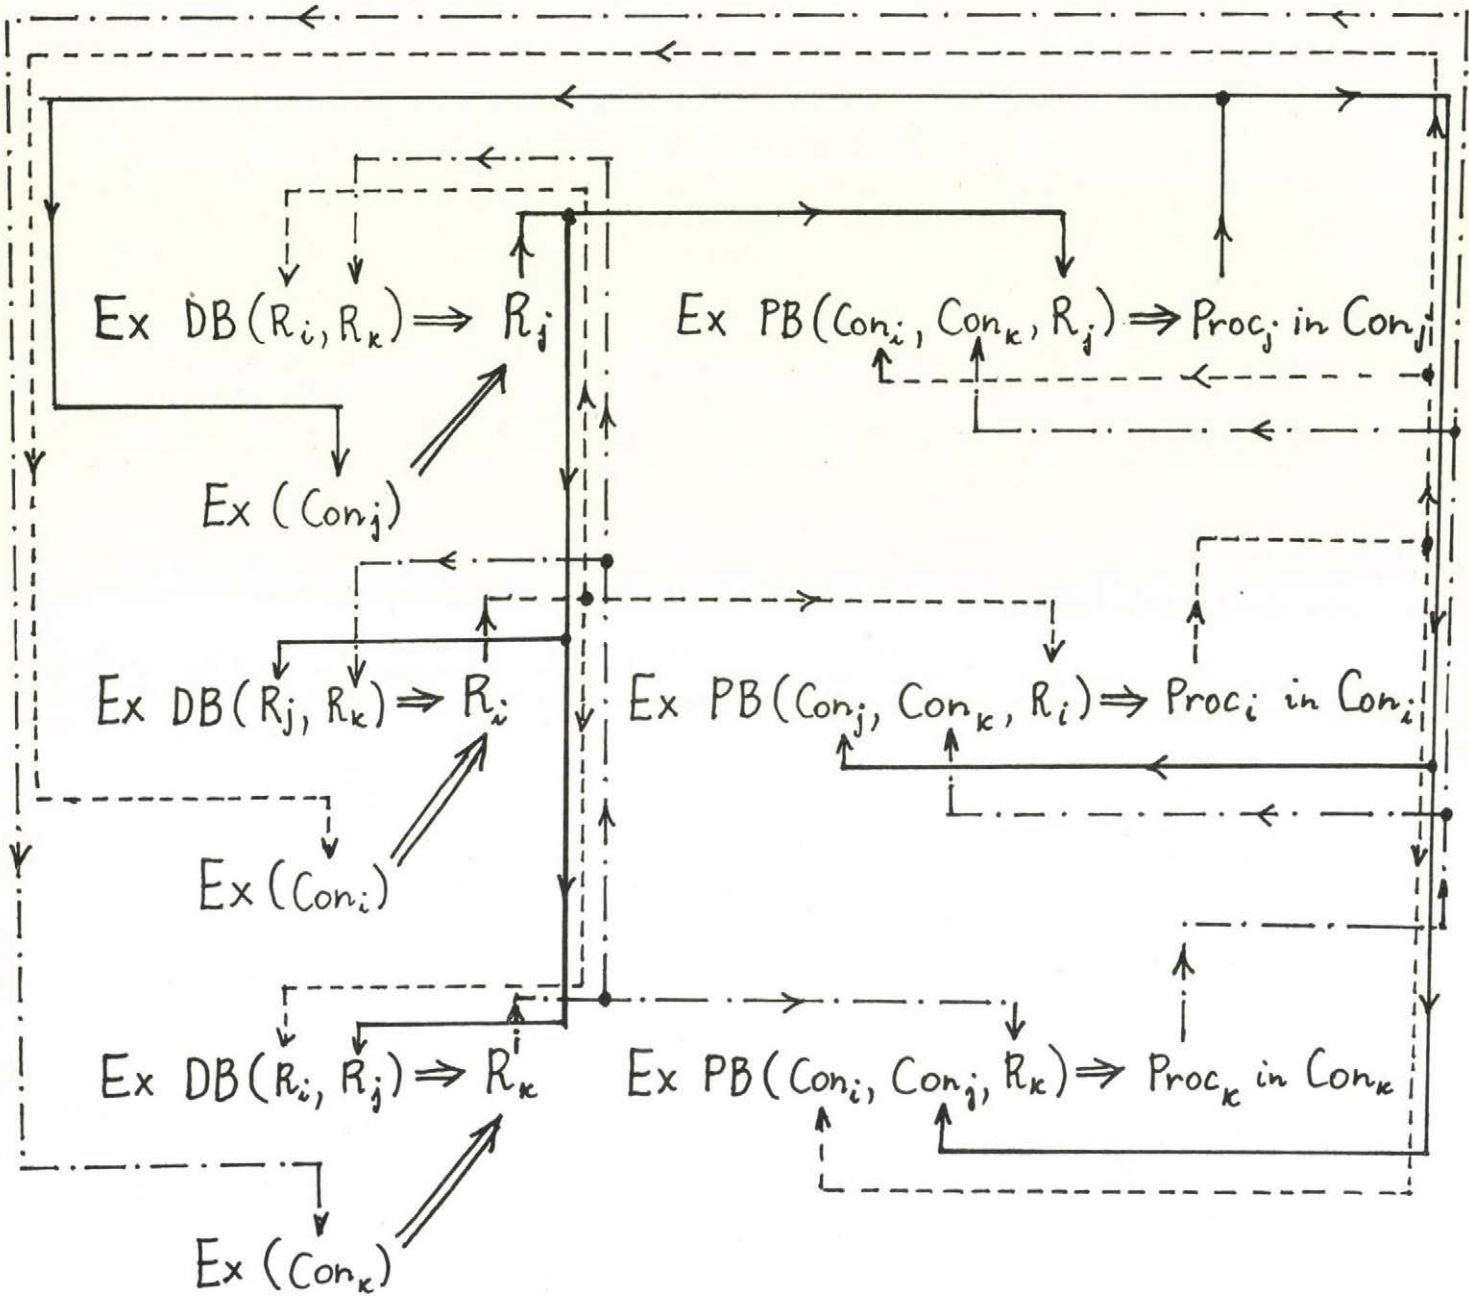 Ex DB(Rᵢ, Rₖ) ⇒ Rⱼ Ex PB(Conᵢ, Conₖ, Rⱼ) ⇒ Procⱼ in Conⱼ
Ex (Conⱼ)
Ex DB(Rⱼ, Rₖ) ⇒ Rᵢ Ex PB(Conⱼ, Conₖ, Rᵢ) ⇒ Procᵢ in Conᵢ
Ex (Conᵢ)
Ex DB(Rᵢ, Rⱼ) ⇒ Rₖ Ex PB(Conᵢ, Conⱼ, Rₖ) ⇒ Procₖ in Conₖ
Ex (Conₖ)